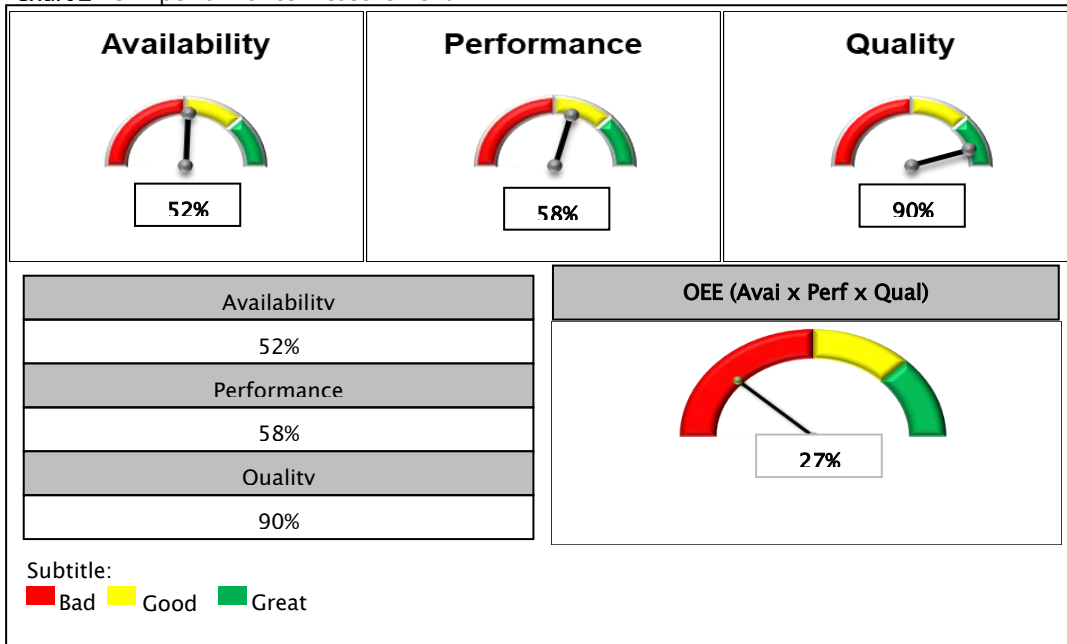 Availability
Performance
Quality
52%
58%
90%
Availability
52%
Performance
58%
Quality
90%
OEE (Avai x Perf x Qual)
27%
Subtitle:
Bad
Good
Great